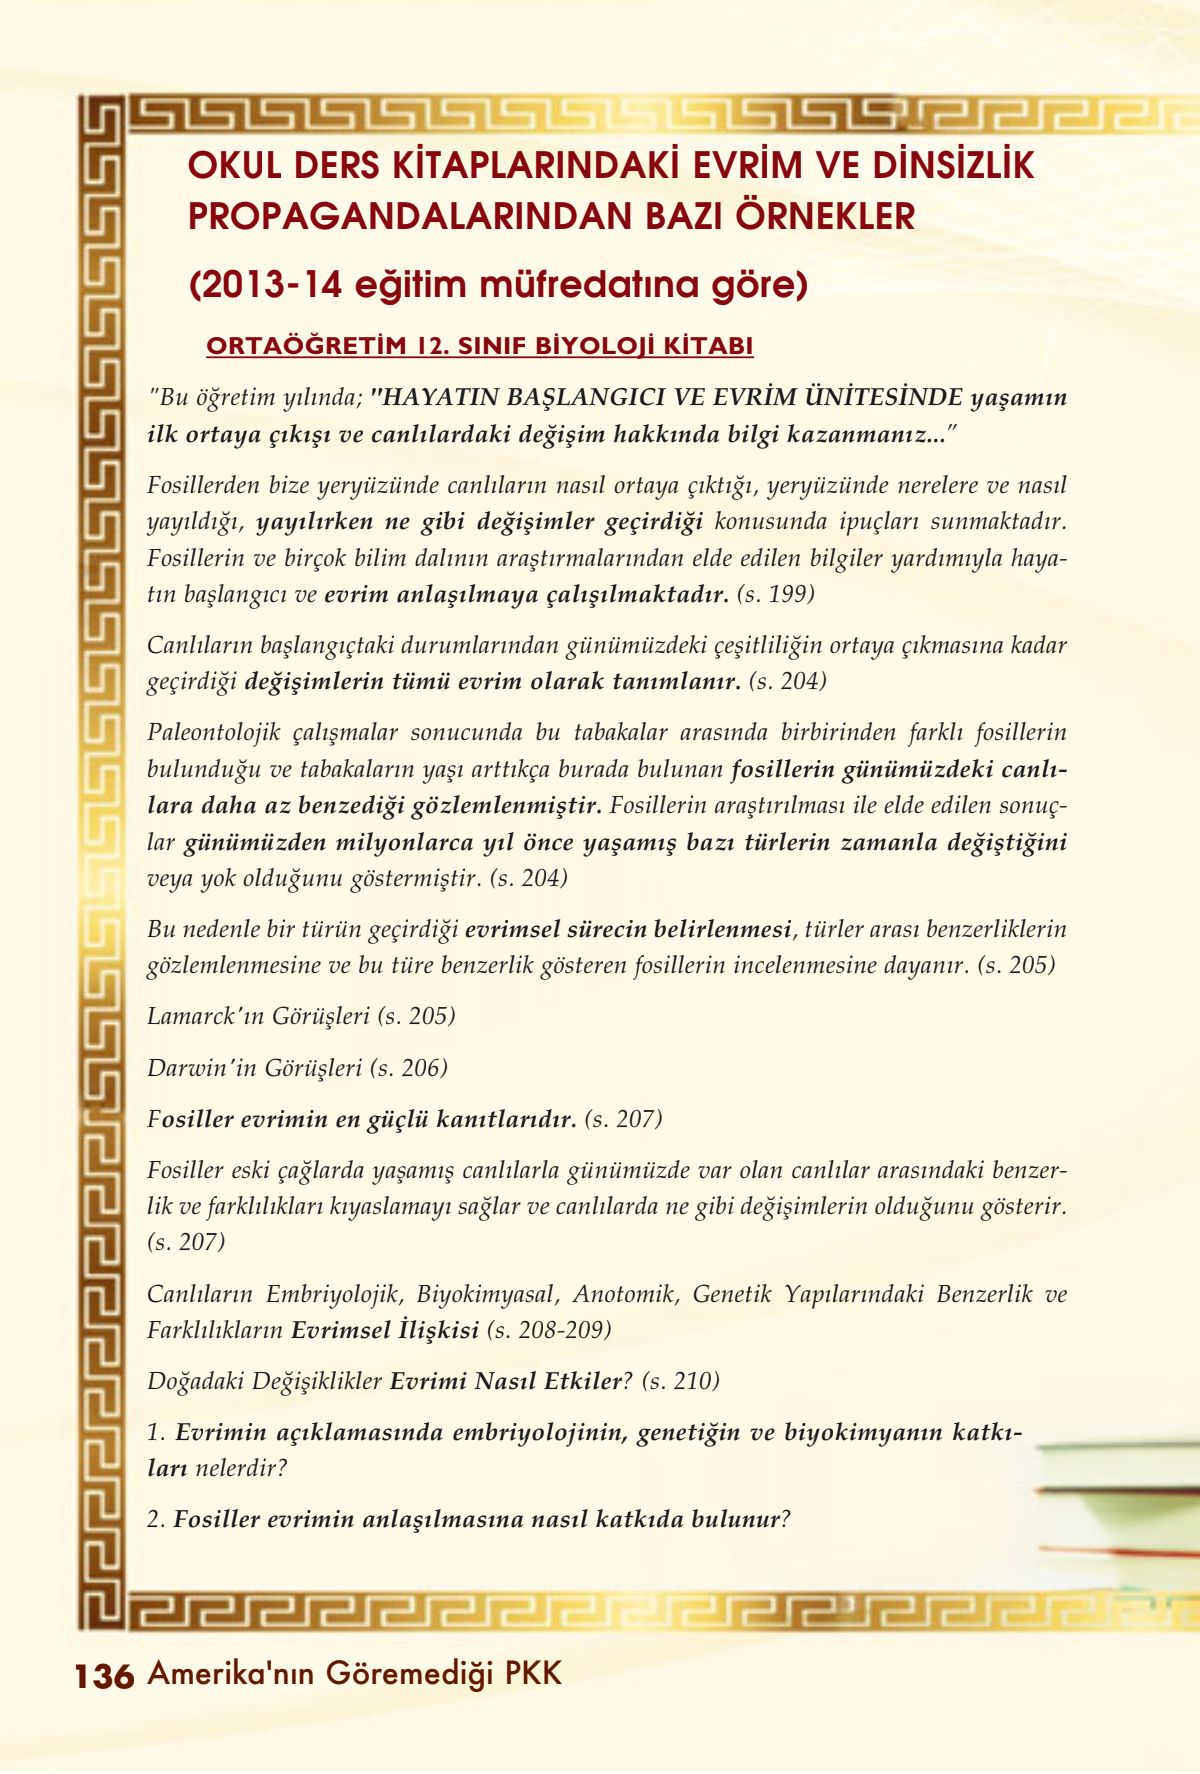 OKUL DERS KİTAPLARINDAKİ EVRİM VE DİNSİZLİK
PROPAGANDALARINDAN BAZI ÖRNEKLER
(2013-14 eğitim müfredatına göre)
ORTAÖĞRETİM 12. SINIF BİYOLOJİ KİTABI
"Bu öğretim yılında; "HAYATIN BAŞLANGICI VE EVRİM ÜNİTESİNDE yaşamın
ilk ortaya çıkışı ve canlılardaki değişim hakkında bilgi kazanmanız..."
Fosillerden bize yeryüzünde canlıların nasıl ortaya çıktığı, yeryüzünde nerelere ve nasıl
yayıldığı, yayılırken ne gibi değişimler geçirdiği konusunda ipuçları sunmaktadır.
Fosillerin ve birçok bilim dalının araştırmalarından elde edilen bilgiler yardımıyla haya-
tın başlangıcı ve evrim anlaşılmaya çalışılmaktadır. (s. 199)
Canlıların başlangıçtaki durumlarından günümüzdeki çeşitliliğin ortaya çıkmasına kadar
geçirdiği değişimlerin tümü evrim olarak tanımlanır. (s. 204)
Paleontolojik çalışmalar sonucunda bu tabakalar arasında birbirinden farklı fosillerin
bulunduğu ve tabakaların yaşı arttıkça burada bulunan fosillerin günümüzdeki canlı-
lara daha az benzediği gözlemlenmiştir. Fosillerin araştırılması ile elde edilen sonuç-
lar günümüzden milyonlarca yıl önce yaşamış bazı türlerin zamanla değiştiğini
veya yok olduğunu göstermiştir. (s. 204)
Bu nedenle bir türün geçirdiği evrimsel sürecin belirlenmesi, türler arası benzerliklerin
gözlemlenmesine ve bu türe benzerlik gösteren fosillerin incelenmesine dayanır. (s. 205)
Lamarck'ın Görüşleri (s. 205)
Darwin'in Görüşleri (s. 206)
Fosiller evrimin en güçlü kanıtlarıdır. (s. 207)
Fosiller eski çağlarda yaşamış canlılarla günümüzde var olan canlılar arasındaki benzer-
lik ve farklılıkları kıyaslamayı sağlar ve canlılarda ne gibi değişimlerin olduğunu gösterir.
(s. 207)
Canlıların Embriyolojik, Biyokimyasal, Anotomik, Genetik Yapılarındaki Benzerlik ve
Farklılıkların Evrimsel İlişkisi (s. 208-209)
Doğadaki Değişiklikler Evrimi Nasıl Etkiler? (s. 210)
1. Evrimin açıklamasında embriyolojinin, genetiğin ve biyokimyanın katkı-
ları nelerdir?
2. Fosiller evrimin anlaşılmasına nasıl katkıda bulunur?
136 Amerika'nın Göremediği PKK